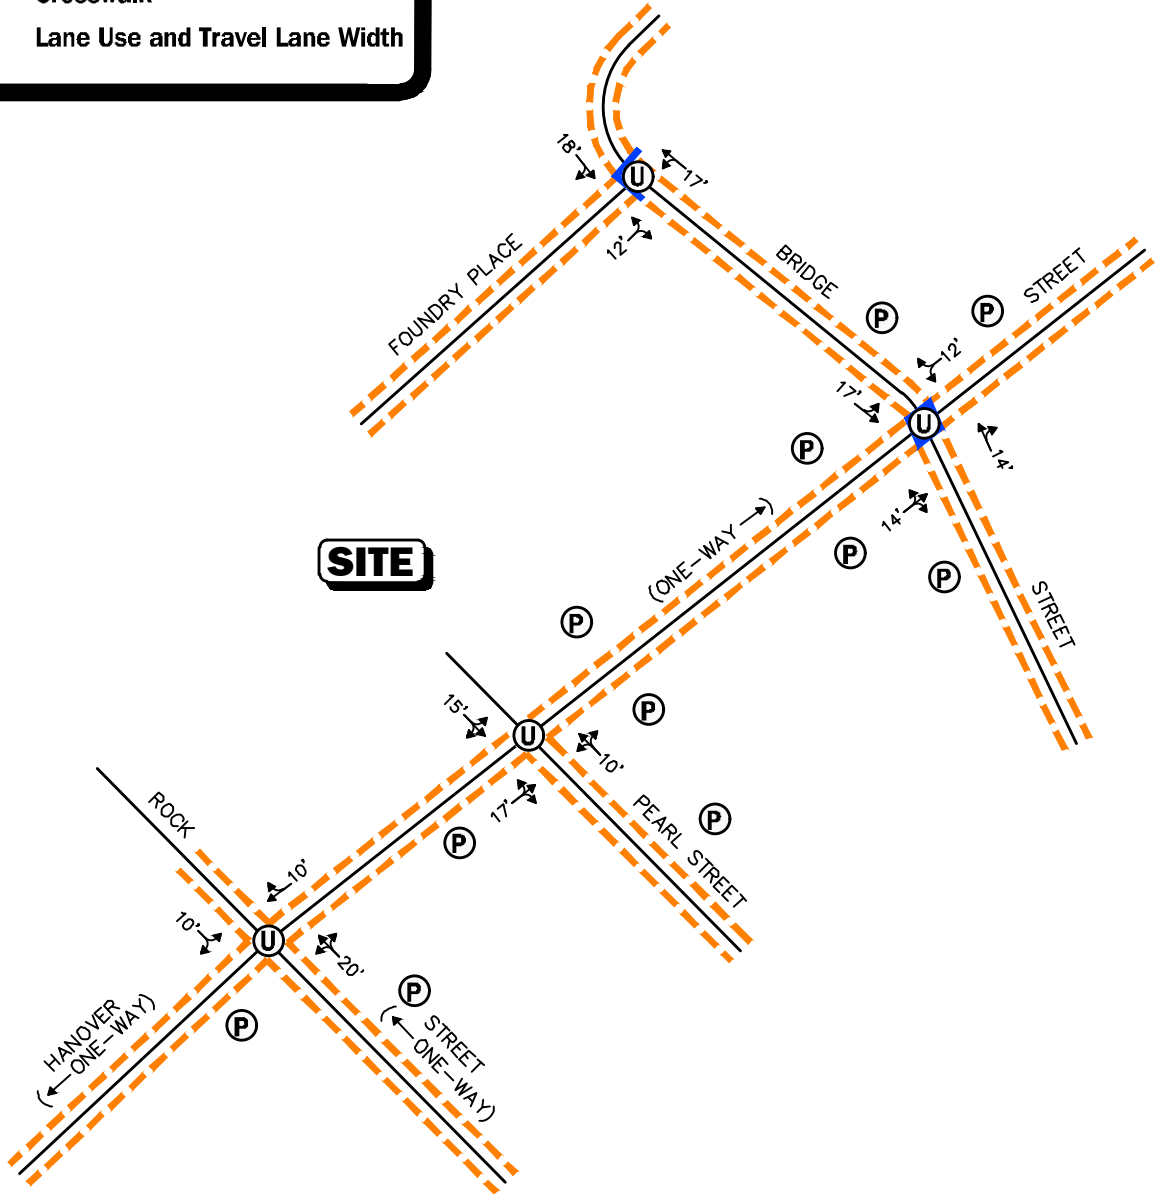 Lane Use and Travel Lane Width
18'
U
17'
12'
FOUNDRY PLACE
BRIDGE
STREET
P
P
12'
17'
U
P
14'
14'
(ONE-WAY)
P
P
SITE
STREET
P
P
15'
U
10'
17'
PEARL STREET
P
P
ROCK
10'
10'
U
20'
P
P
HANOVER
(ONE-WAY)
STREET
(ONE-WAY)